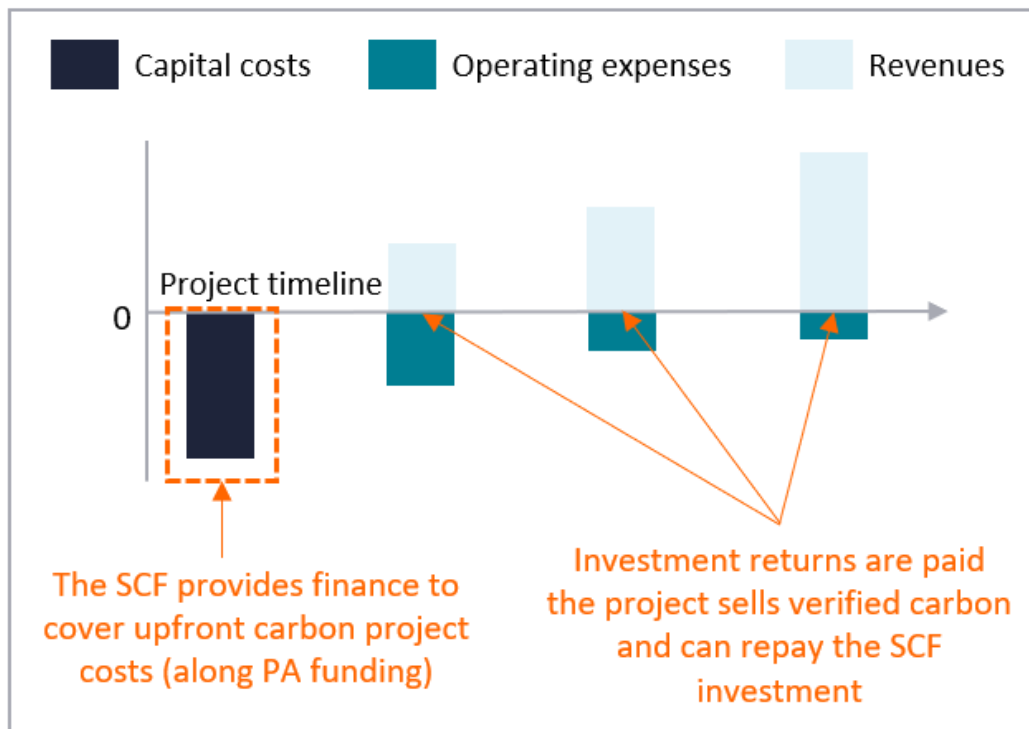 Capital costs
Operating expenses
Revenues
Project timeline
0
The SCF provides finance to
cover upfront carbon project
costs (along PA funding)
Investment returns are paid
the project sells verified carbon
and can repay the SCF
investment